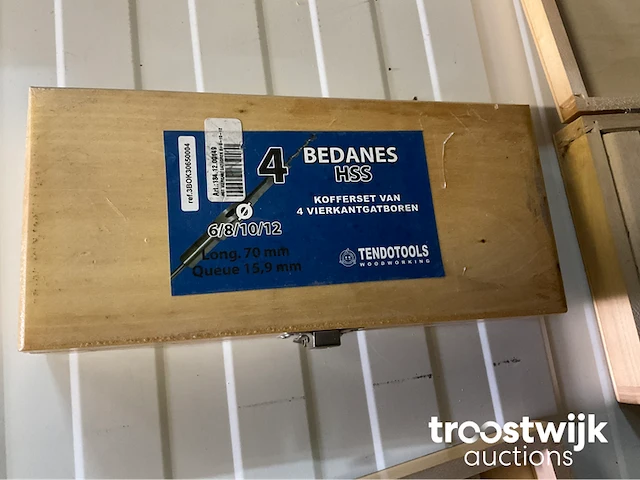 ref.3BOK30650004
4 BEDANES
HSS
KOFFERSET VAN
4 VIERKANTGATBOREN
Ø
6/8/10/12
Long. 70 mm
Queue 15,9 mm
TENDOTOOLS
WOODWORKING
troostwijk
auctions